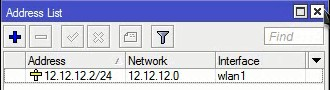 Address List
Find
Address Network Interface
12.12.12.2/24 12.12.12.0 wlan1